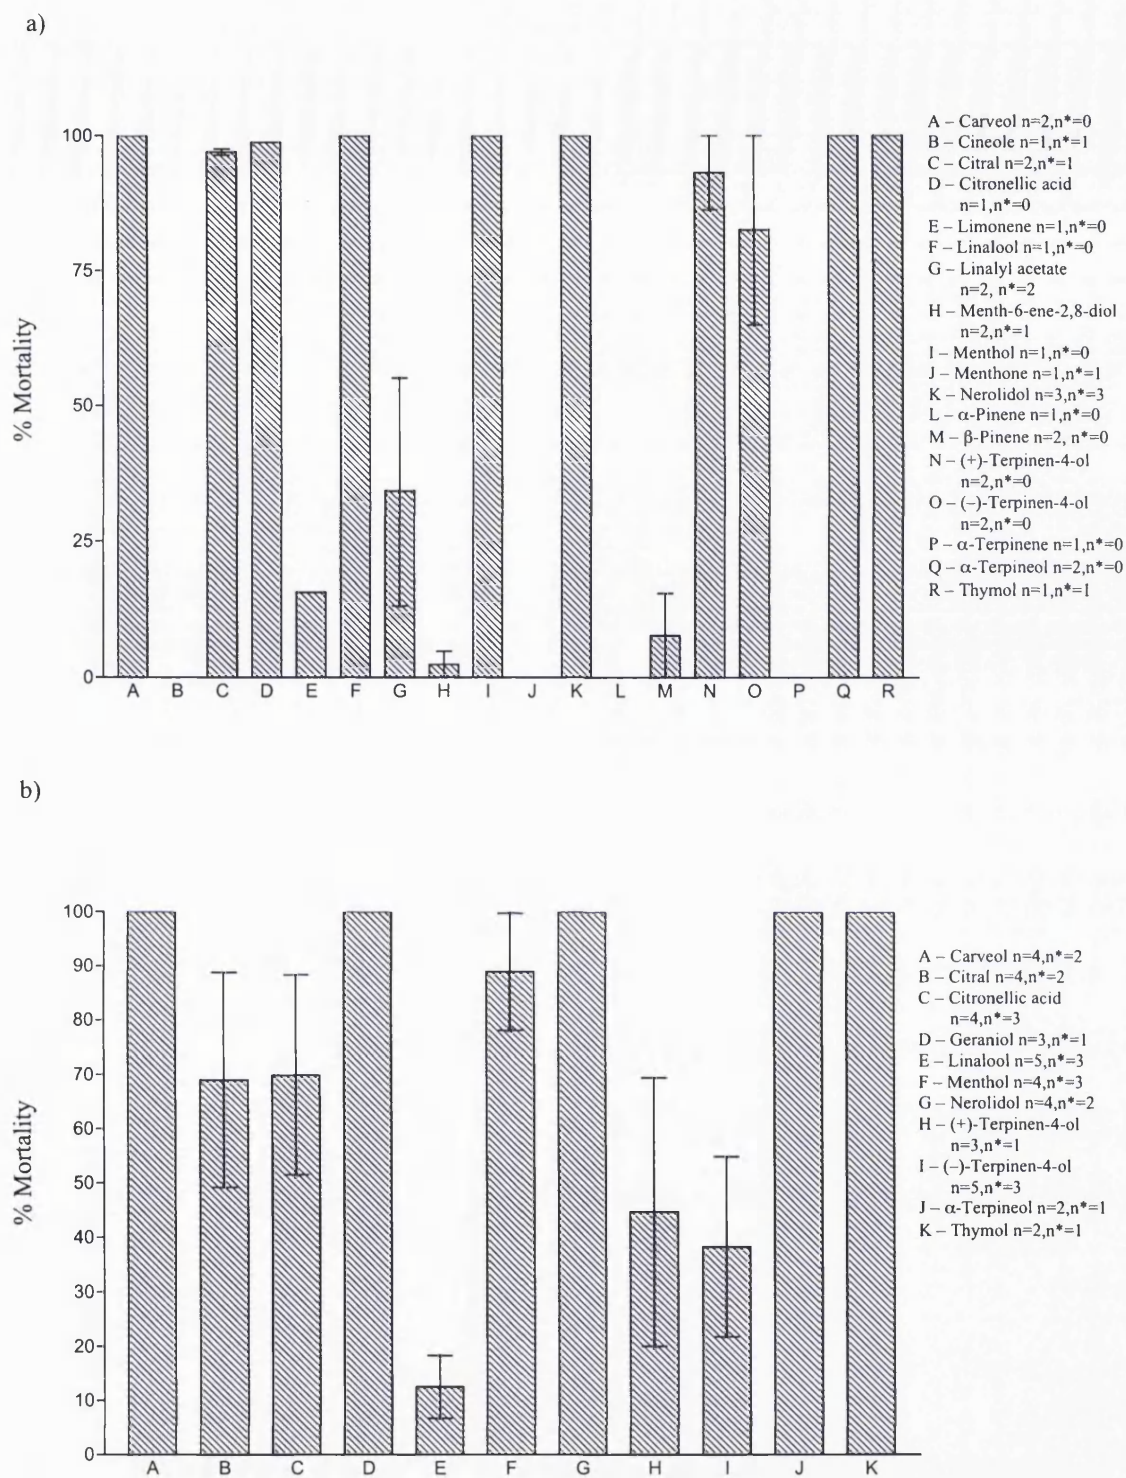 a)
100
75
50
25
0
% Mortality
A B C D E F G H I J K L M N O P Q R
A – Carveol n=2,n*=0
B – Cineole n=1,n*=1
C – Citral n=2,n*=1
D – Citronellic acid
n=1,n*=0
E – Limonene n=1,n*=0
F – Linalool n=1,n*=0
G – Linalyl acetate
n=2, n*=2
H – Menth-6-ene-2,8-diol
n=2,n*=1
I – Menthol n=1,n*=0
J – Menthone n=1,n*=1
K – Nerolidol n=3,n*=3
L – α-Pinene n=1,n*=0
M – β-Pinene n=2, n*=0
N – (+)-Terpinen-4-ol
n=2,n*=0
O – (–)-Terpinen-4-ol
n=2,n*=0
P – α-Terpinene n=1,n*=0
Q – α-Terpineol n=2,n*=0
R – Thymol n=1,n*=1
b)
100
90
80
70
60
50
40
30
20
10
0
% Mortality
A B C D E F G H I J K
A – Carveol n=4,n*=2
B – Citral n=4,n*=2
C – Citronellic acid
n=4,n*=3
D – Geraniol n=3,n*=1
E – Linalool n=5,n*=3
F – Menthol n=4,n*=3
G – Nerolidol n=4,n*=2
H – (+)-Terpinen-4-ol
n=3,n*=1
I – (–)-Terpinen-4-ol
n=5,n*=3
J – α-Terpineol n=2,n*=1
K – Thymol n=2,n*=1